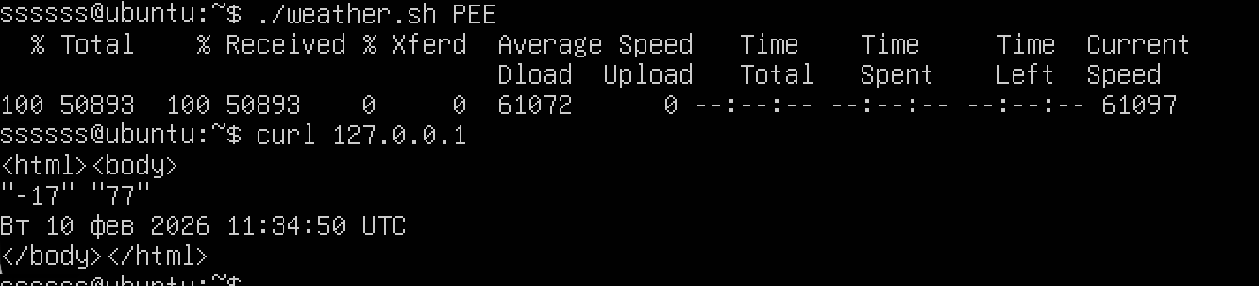 ssssss@ubuntu:~$ ./weather.sh PEE
% Total % Received % Xferd Average Speed Time Time Time Current
Dload Upload Total Spent Left Speed
100 50893 100 50893 0 0 61072 0 --:--:-- --:--:-- --:--:-- 61097
ssssss@ubuntu:~$ curl 127.0.0.1
<html><body>
"-17" "77"
Вт 10 фев 2026 11:34:50 UTC
</body></html>
ssssss@ubuntu:~$